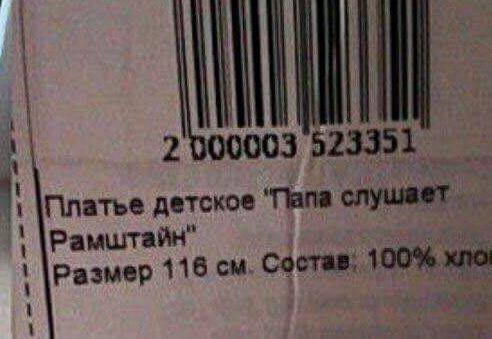 2 000003 523351
Платье детское "Папа слушает
Рамштайн"
Размер 116 см. Состав: 100%